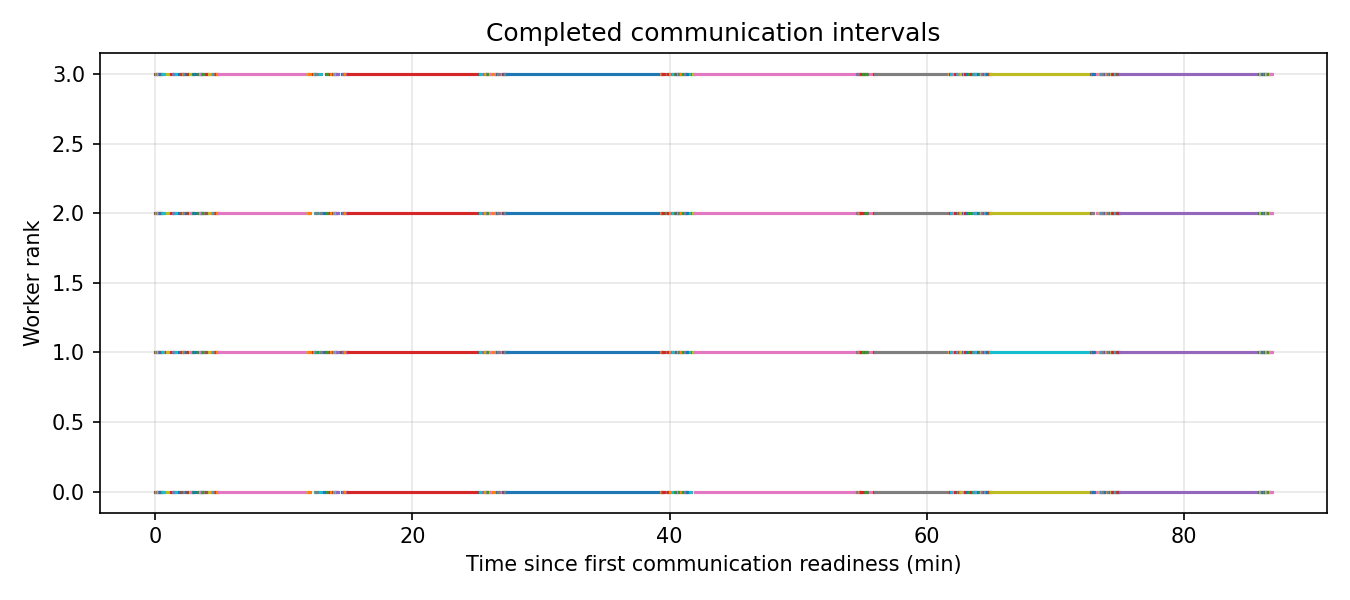 Completed communication intervals
3.0
2.5
2.0
1.5
1.0
0.5
0.0
Worker rank
0 20 40 60 80
Time since first communication readiness (min)